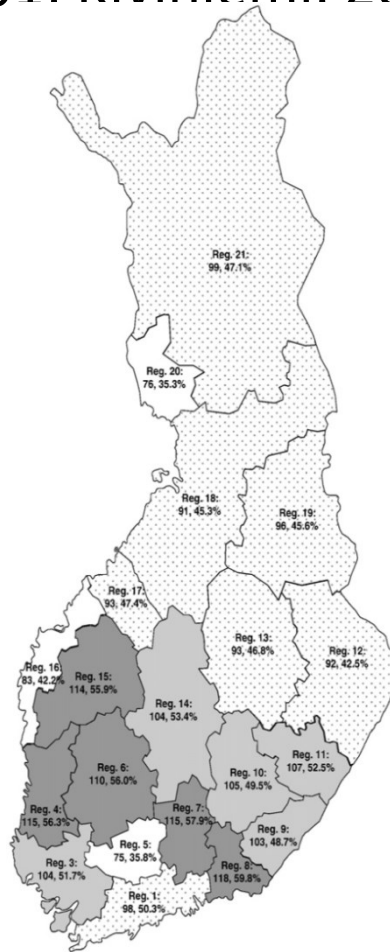 Reg. 21:
99, 47.1%
Reg. 20:
76, 35.3%
Reg. 18:
91, 45.3%
Reg. 19:
96, 45.6%
Reg. 17:
93, 47.4%
Reg. 13:
93, 46.8%
Reg. 12:
92, 42.5%
Reg. 16:
83, 42.2%
Reg. 15:
114, 55.9%
Reg. 14:
104, 53.4%
Reg. 11:
107, 52.5%
Reg. 10:
105, 49.5%
Reg. 6:
110, 56.0%
Reg. 4:
115, 56.3%
Reg. 7:
115, 57.9%
Reg. 9:
103, 48.7%
Reg. 5:
75, 35.8%
Reg. 3:
104, 51.7%
Reg. 8:
118, 59.8%
Reg. 1:
98, 50.3%